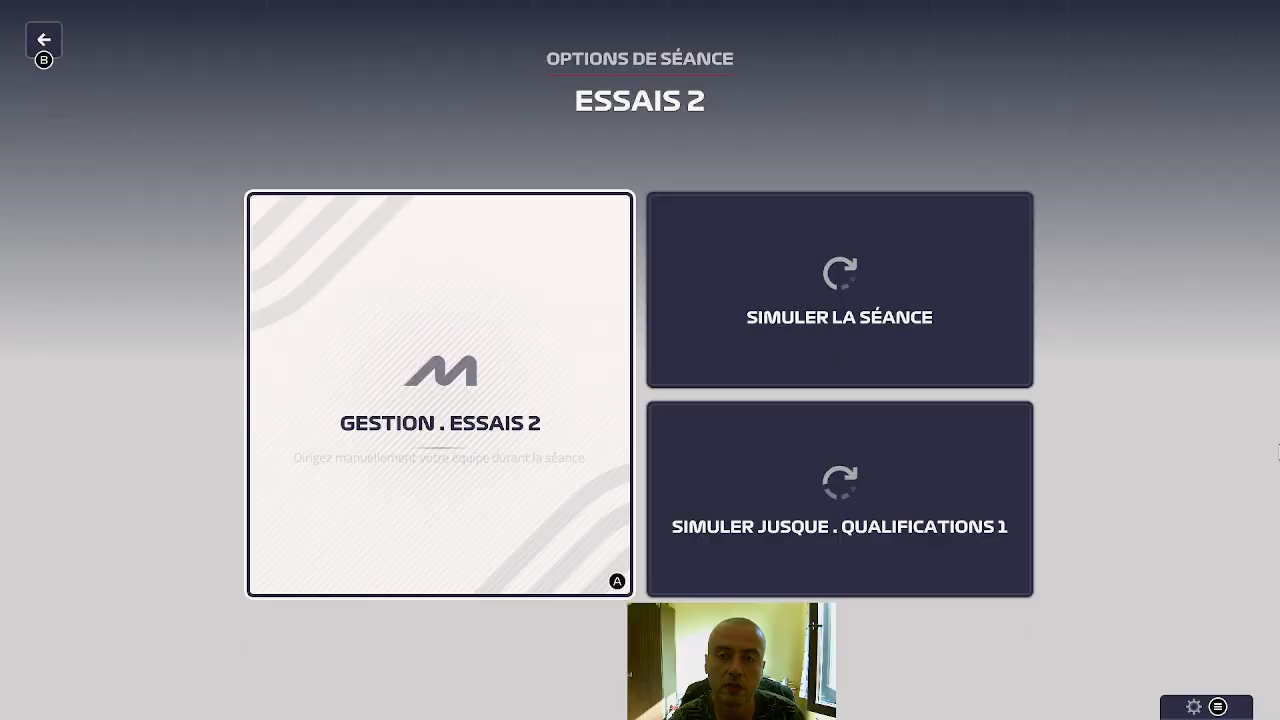 B
OPTIONS DE SÉANCE
ESSAIS 2
GESTION . ESSAIS 2
Dirigez manuellement votre équipe durant la séance.
A
SIMULER LA SÉANCE
SIMULER JUSQUE . QUALIFICATIONS 1